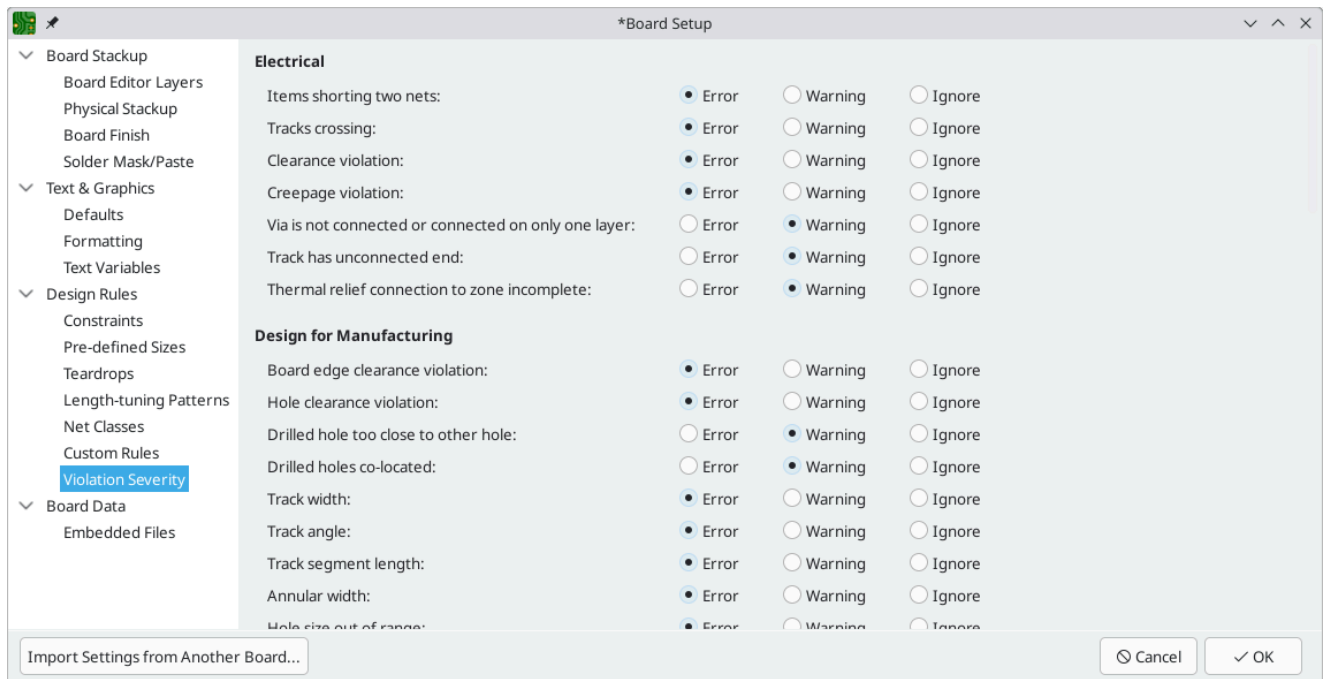 *Board Setup
Board Stackup
Board Editor Layers
Physical Stackup
Board Finish
Solder Mask/Paste
Text & Graphics
Defaults
Formatting
Text Variables
Design Rules
Constraints
Pre-defined Sizes
Teardrops
Length-tuning Patterns
Net Classes
Custom Rules
Violation Severity
Board Data
Embedded Files
Electrical
Items shorting two nets: Error Warning Ignore
Tracks crossing: Error Warning Ignore
Clearance violation: Error Warning Ignore
Creepage violation: Error Warning Ignore
Via is not connected or connected on only one layer: Error Warning Ignore
Track has unconnected end: Error Warning Ignore
Thermal relief connection to zone incomplete: Error Warning Ignore
Design for Manufacturing
Board edge clearance violation: Error Warning Ignore
Hole clearance violation: Error Warning Ignore
Drilled hole too close to other hole: Error Warning Ignore
Drilled holes co-located: Error Warning Ignore
Track width: Error Warning Ignore
Track angle: Error Warning Ignore
Track segment length: Error Warning Ignore
Annular width: Error Warning Ignore
Hole size out of range: Error Warning Ignore
Import Settings from Another Board... Cancel OK